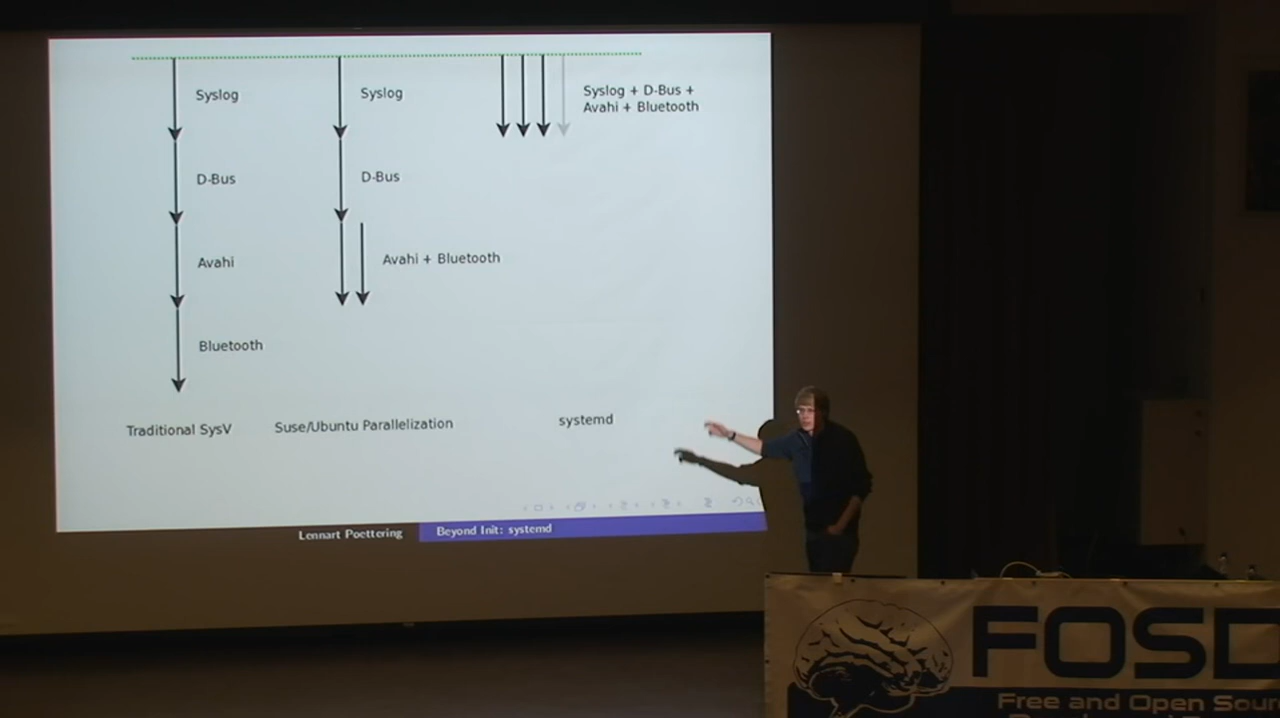 Syslog
Syslog
Syslog + D-Bus +
Avahi + Bluetooth
D-Bus
D-Bus
Avahi
Avahi + Bluetooth
Bluetooth
Traditional SysV
Suse/Ubuntu Parallelization
systemd
Lennart Poettering
Beyond Init: systemd
FOSD
Free and Open Sour